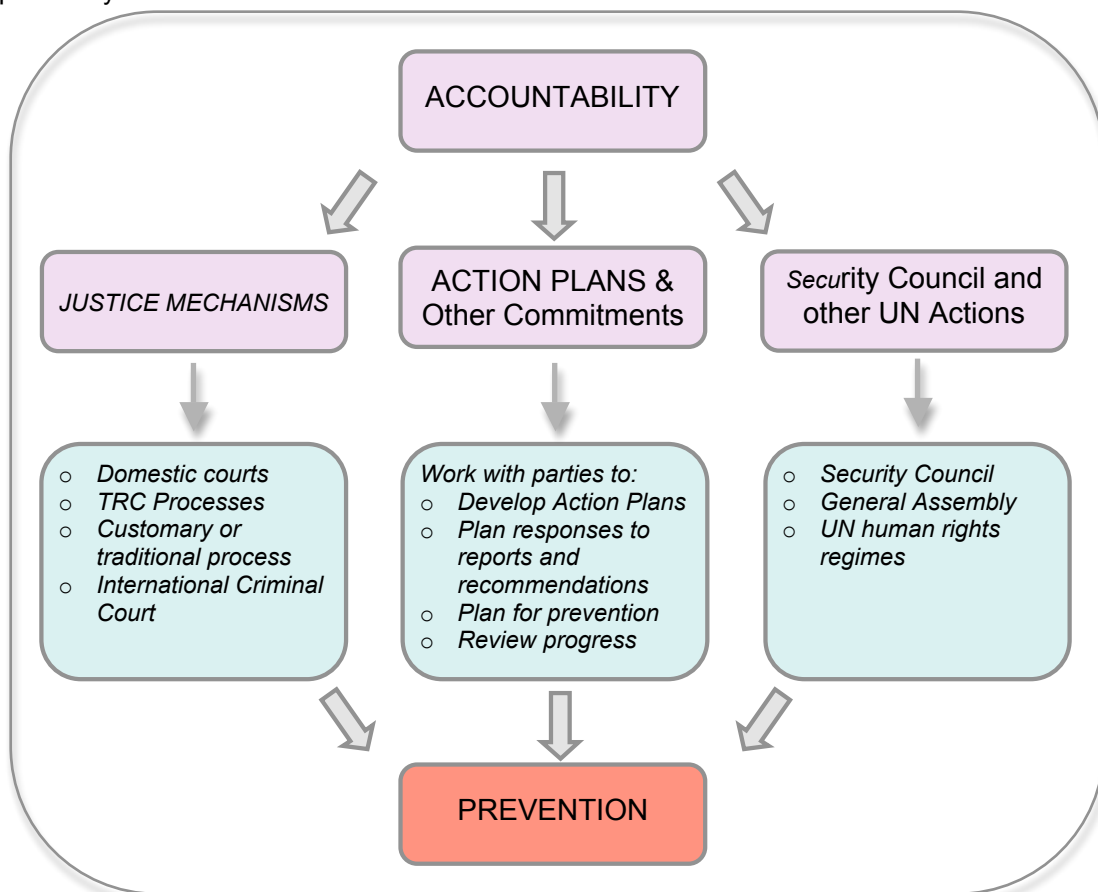 ACCOUNTABILITY
JUSTICE MECHANISMS
ACTION PLANS &
Other Commitments
Security Council and
other UN Actions
o Domestic courts
o TRC Processes
o Customary or
traditional process
o International Criminal
Court
Work with parties to:
o Develop Action Plans
o Plan responses to
reports and
recommendations
o Plan for prevention
o Review progress
o Security Council
o General Assembly
o UN human rights
regimes
PREVENTION